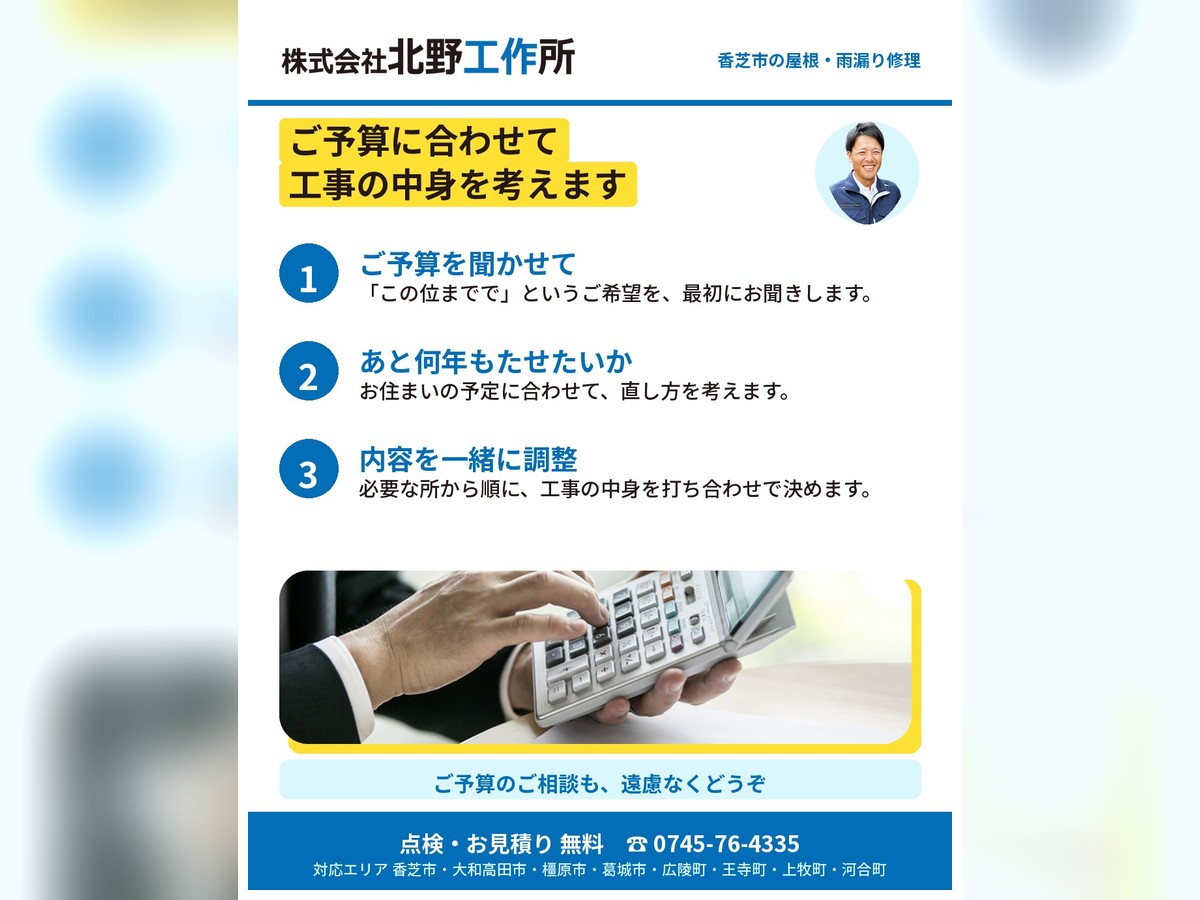 株式会社北野工作所
香芝市の屋根・雨漏り修理
ご予算に合わせて
工事の中身を考えます
1
ご予算を聞かせて
「この位までで」というご希望を、最初にお聞きします。
2
あと何年もたせたいか
お住まいの予定に合わせて、直し方を考えます。
3
内容を一緒に調整
必要な所から順に、工事の中身を打ち合わせで決めます。
ご予算のご相談も、遠慮なくどうぞ
点検・お見積り 無料 ☎ 0745-76-4335
対応エリア 香芝市・大和高田市・橿原市・葛城市・広陵町・王寺町・上牧町・河合町